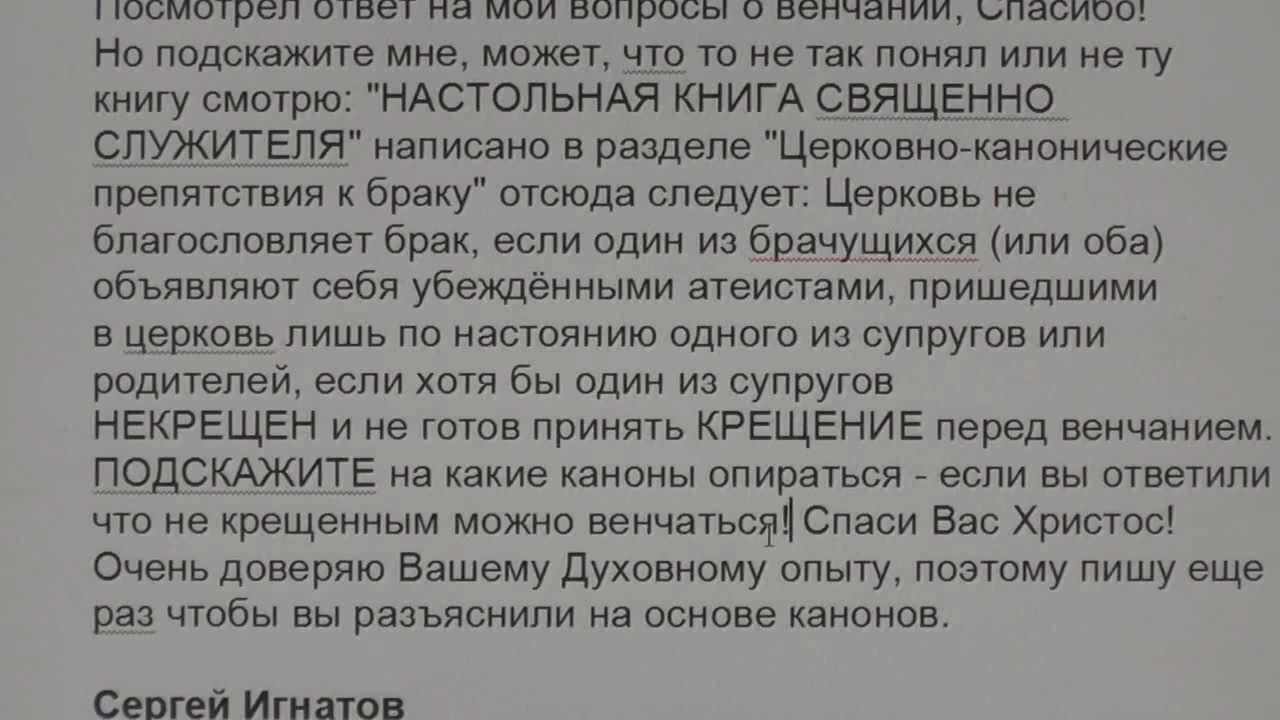 Посмотрел ответ на мои вопросы о венчании, Спасибо!
Но подскажите мне, может, что то не так понял или не ту
книгу смотрю: "НАСТОЛЬНАЯ КНИГА СВЯЩЕННО
СЛУЖИТЕЛЯ" написано в разделе "Церковно-канонические
препятствия к браку" отсюда следует: Церковь не
благословляет брак, если один из брачущихся (или оба)
объявляют себя убеждёнными атеистами, пришедшими
в церковь лишь по настоянию одного из супругов или
родителей, если хотя бы один из супругов
НЕКРЕЩЕН и не готов принять КРЕЩЕНИЕ перед венчанием.
ПОДСКАЖИТЕ на какие каноны опираться - если вы ответили
что не крещенным можно венчаться! Спаси Вас Христос!
Очень доверяю Вашему Духовному опыту, поэтому пишу еще
раз чтобы вы разъяснили на основе канонов.
Сергей Игнатов